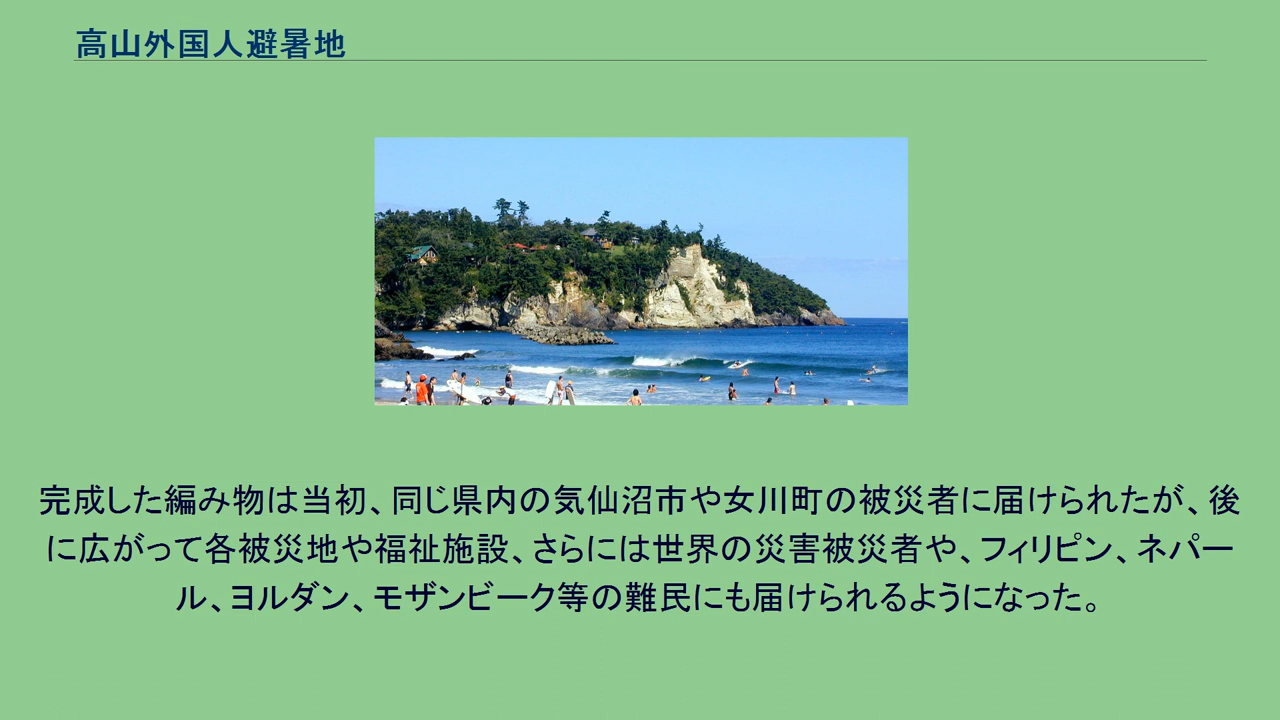 高山外国人避暑地
完成した編み物は当初、同じ県内の気仙沼市や女川町の被災者に届けられたが、後
に広がって各被災地や福祉施設、さらには世界の災害被災者や、フィリピン、ネパー
ル、ヨルダン、モザンビーク等の難民にも届けられるようになった。